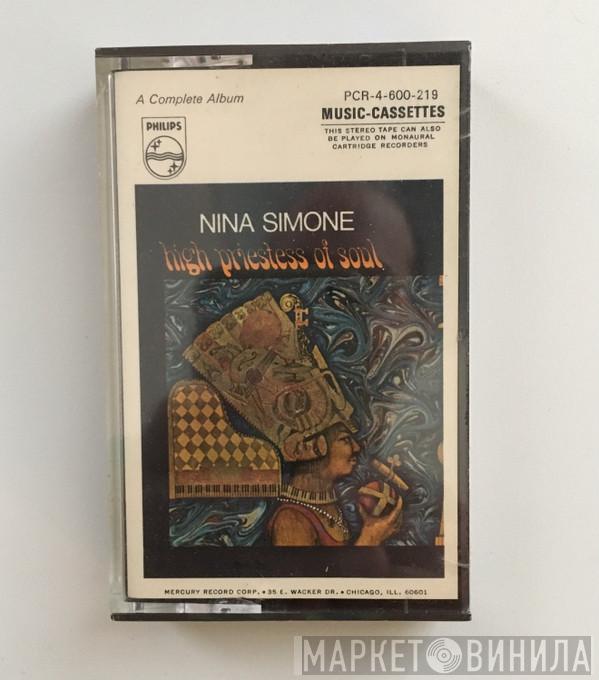 A Complete Album
PCR-4-600-219
MUSIC-CASSETTES
THIS STEREO TAPE CAN ALSO
BE PLAYED ON MONAURAL
CARTRIDGE RECORDERS
PHILIPS
NINA SIMONE
high priestess of soul
MERCURY RECORD CORP. • 35 E. WACKER DR. • CHICAGO, ILL. 60601
МАРКЕТ ВИНИЛА